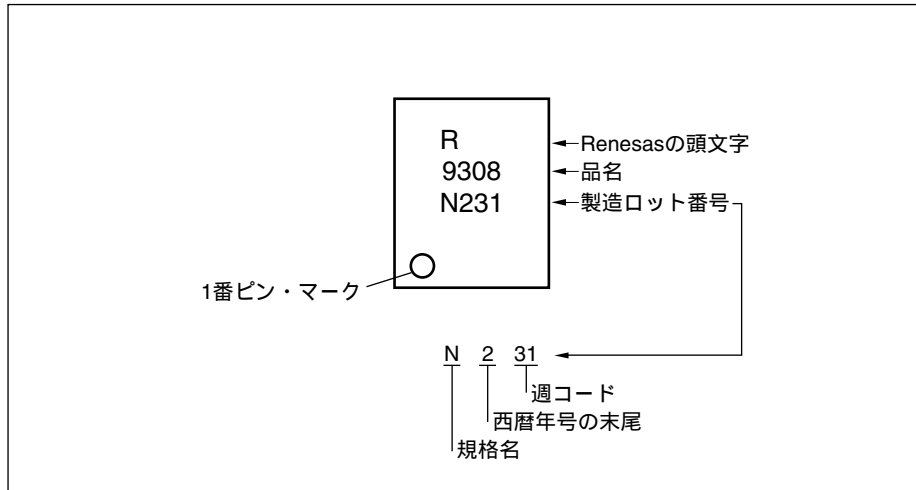 R
9308
N231
Renesasの頭文字
品名
製造ロット番号
1番ピン・マーク
N 2 31
週コード
西暦年号の末尾
規格名